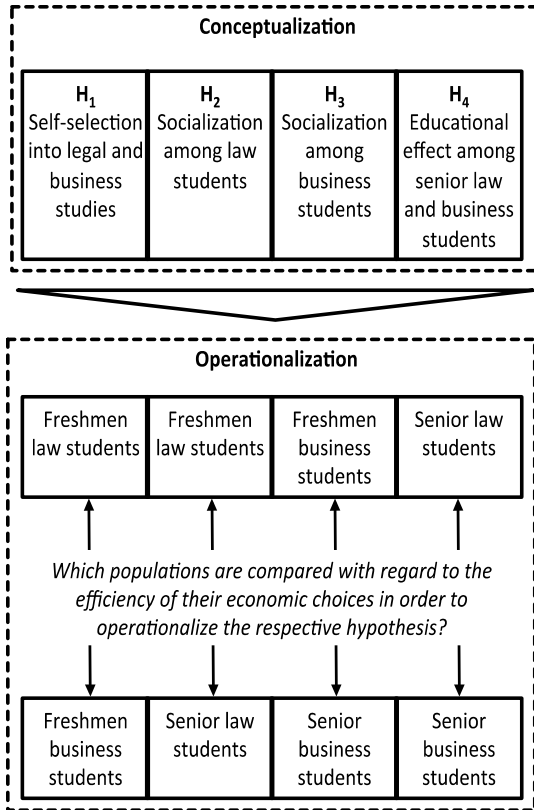 Conceptualization
H1
Self-selection
into legal and
business
studies
H2
Socialization
among law
students
H3
Socialization
among
business
students
H4
Educational
effect among
senior law
and business
students
Operationalization
Freshmen
law students
Freshmen
law students
Freshmen
business
students
Senior law
students
Which populations are compared with regard to the
efficiency of their economic choices in order to
operationalize the respective hypothesis?
Freshmen
business
students
Senior law
students
Senior
business
students
Senior
business
students